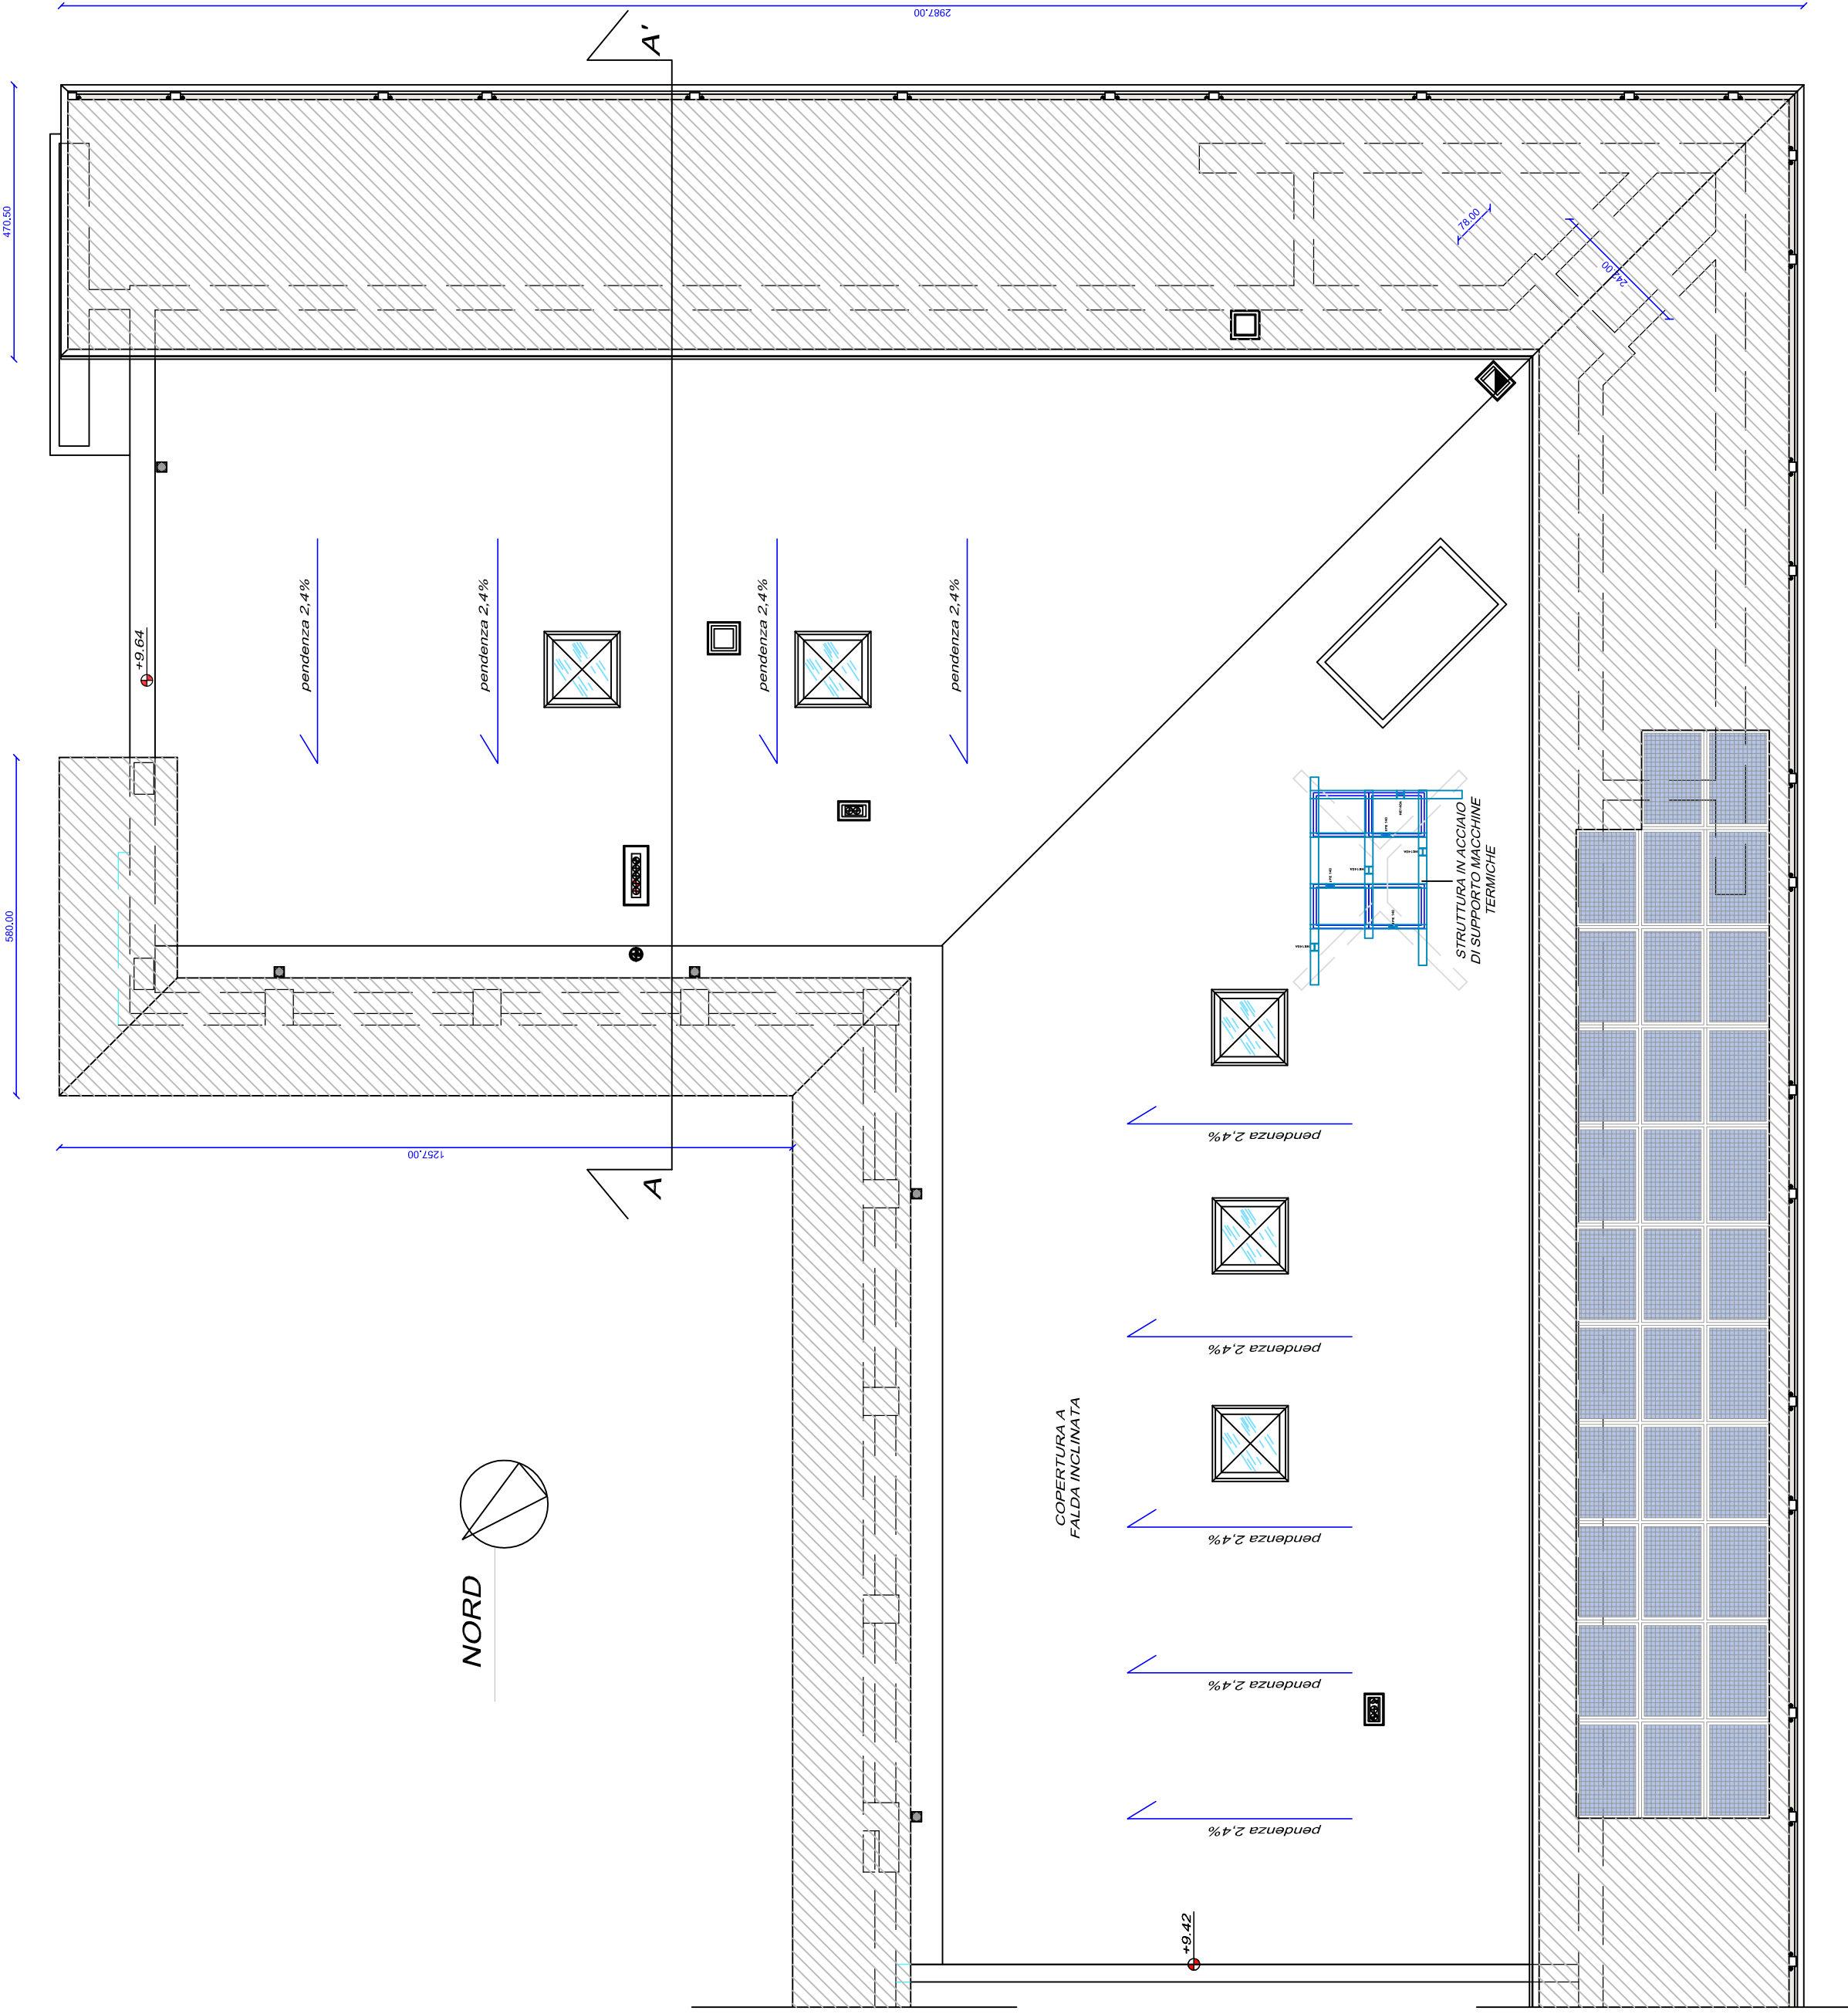 2987.00
A'
470.50
78.00
242.00
pendenza 2,4%
pendenza 2,4%
pendenza 2,4%
pendenza 2,4%
+9.64
580.00
STRUTTURA IN ACCIAIO
DI SUPPORTO MACCHINE
TERMICHE
1257.00
A
pendenza 2,4%
pendenza 2,4%
COPERTURA A
FALDA INCLINATA
pendenza 2,4%
NORD
pendenza 2,4%
pendenza 2,4%
+9.42